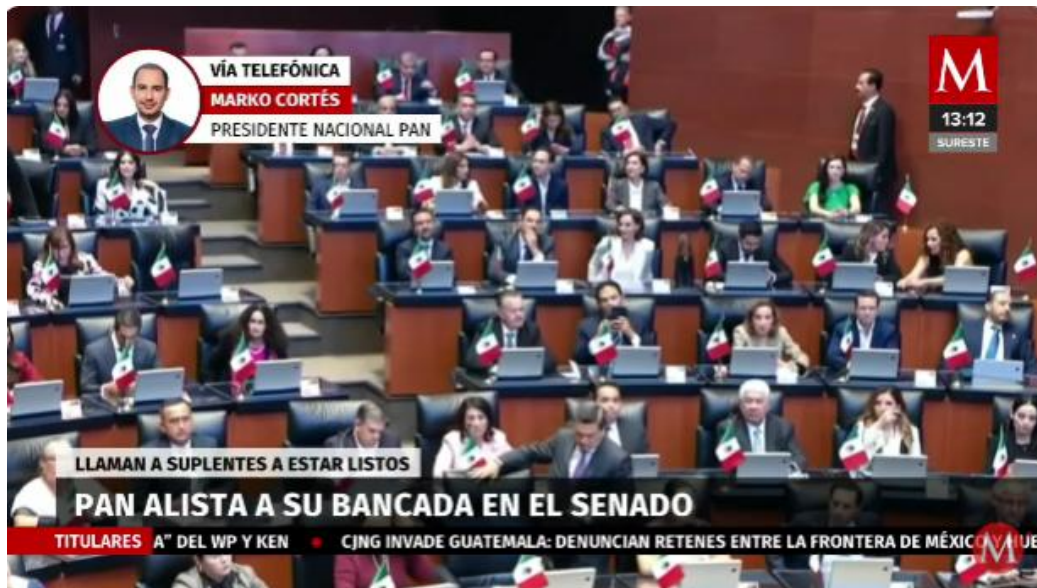 VÍA TELEFÓNICA
MARKO CORTÉS
PRESIDENTE NACIONAL PAN
M
13:12
SURESTE
LLAMAN A SUPLENTES A ESTAR LISTOS
PAN ALISTA A SU BANCADA EN EL SENADO
TITULARES A” DEL WP Y KEN • CJNG INVADE GUATEMALA: DENUNCIAN RETENES ENTRE LA FRONTERA DE MÉXICO Y HUE
M